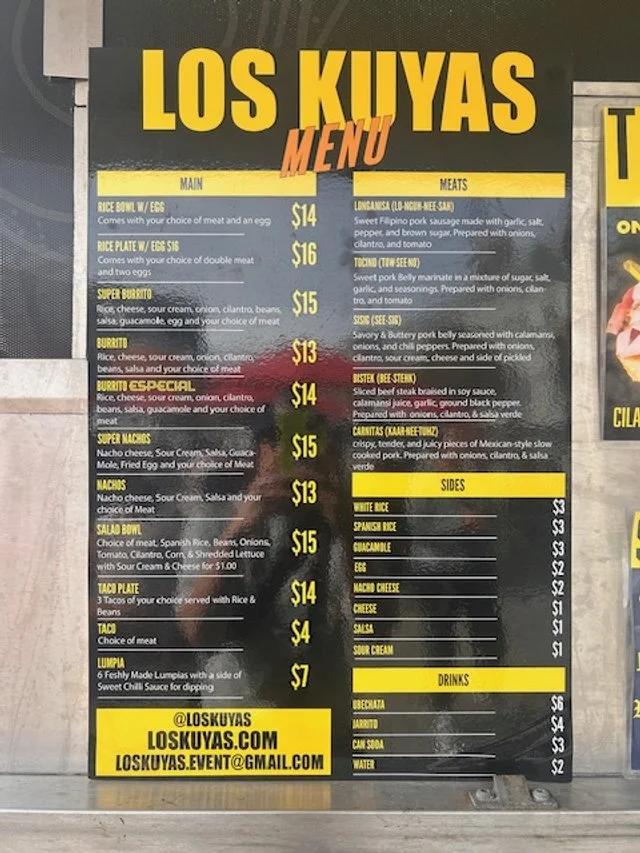 LOS KUYAS
MENU
MAIN
RICE BOWL W/ EGG $14
Comes with your choice of meat and an egg
RICE PLATE W/ EGG $16 $16
Comes with your choice of double meat
and two eggs
SUPER BURRITO $15
Rice, cheese, sour cream, onion, cilantro, beans,
salsa, guacamole, egg and your choice of meat
BURRITO $13
Rice, cheese, sour cream, onion, cilantro,
beans, salsa and your choice of meat
BURRITO ESPECIAL $14
Rice, cheese, sour cream, onion, cilantro,
beans, salsa, guacamole and your choice of
meat
SUPER NACHOS $15
Nacho cheese, Sour Cream, Salsa, Guaca-
Mole, Fried Egg and your choice of Meat
NACHOS $13
Nacho cheese, Sour Cream, Salsa and your
choice of Meat
SALAD BOWL $15
Choice of meat, Spanish Rice, Beans, Onions,
Tomato, Cilantro, Corn, & Shredded Lettuce
with Sour Cream & Cheese for $1.00
TACO PLATE $14
3 Tacos of your choice served with Rice &
Beans
TACO $4
Choice of meat
LUMPIA $7
6 Feshly Made Lumpias with a side of
Sweet Chilli Sauce for dipping
@LOSKUYAS
LOSKUYAS.COM
LOSKUYAS.EVENT@GMAIL.COM
MEATS
LONGANISA (LO-NGUH-NEE-SAH)
Sweet Filipino pork sausage made with garlic, salt,
pepper, and brown sugar. Prepared with onions,
cilantro, and tomato
TOCINO (TOW-SEE-NO)
Sweet pork Belly marinate in a mixture of sugar, salt,
garlic, and seasonings. Prepared with onions, cilan-
tro, and tomato
SISIG (SEE-SIG)
Savory & Buttery pork belly seasoned with calamansi,
onions, and chili peppers. Prepared with onions,
cilantro, sour cream, cheese and side of pickled
BISTEK (BEE-STEHK)
Sliced beef steak braised in soy sauce,
calamansi juice, garlic, ground black pepper.
Prepared with onions, cilantro, & salsa verde
CARNITAS (KAAR-NEE-TUHZ)
crispy, tender, and juicy pieces of Mexican-style slow
cooked pork. Prepared with onions, cilantro, & salsa
verde
SIDES
WHITE RICE $3
SPANISH RICE $3
GUACAMOLE $3
EGG $2
NACHO CHEESE $2
CHEESE $1
SALSA $1
SOUR CREAM $1
DRINKS
UBECHATA $6
JARRITO $4
CAN SODA $3
WATER $2
T
ON
CILA